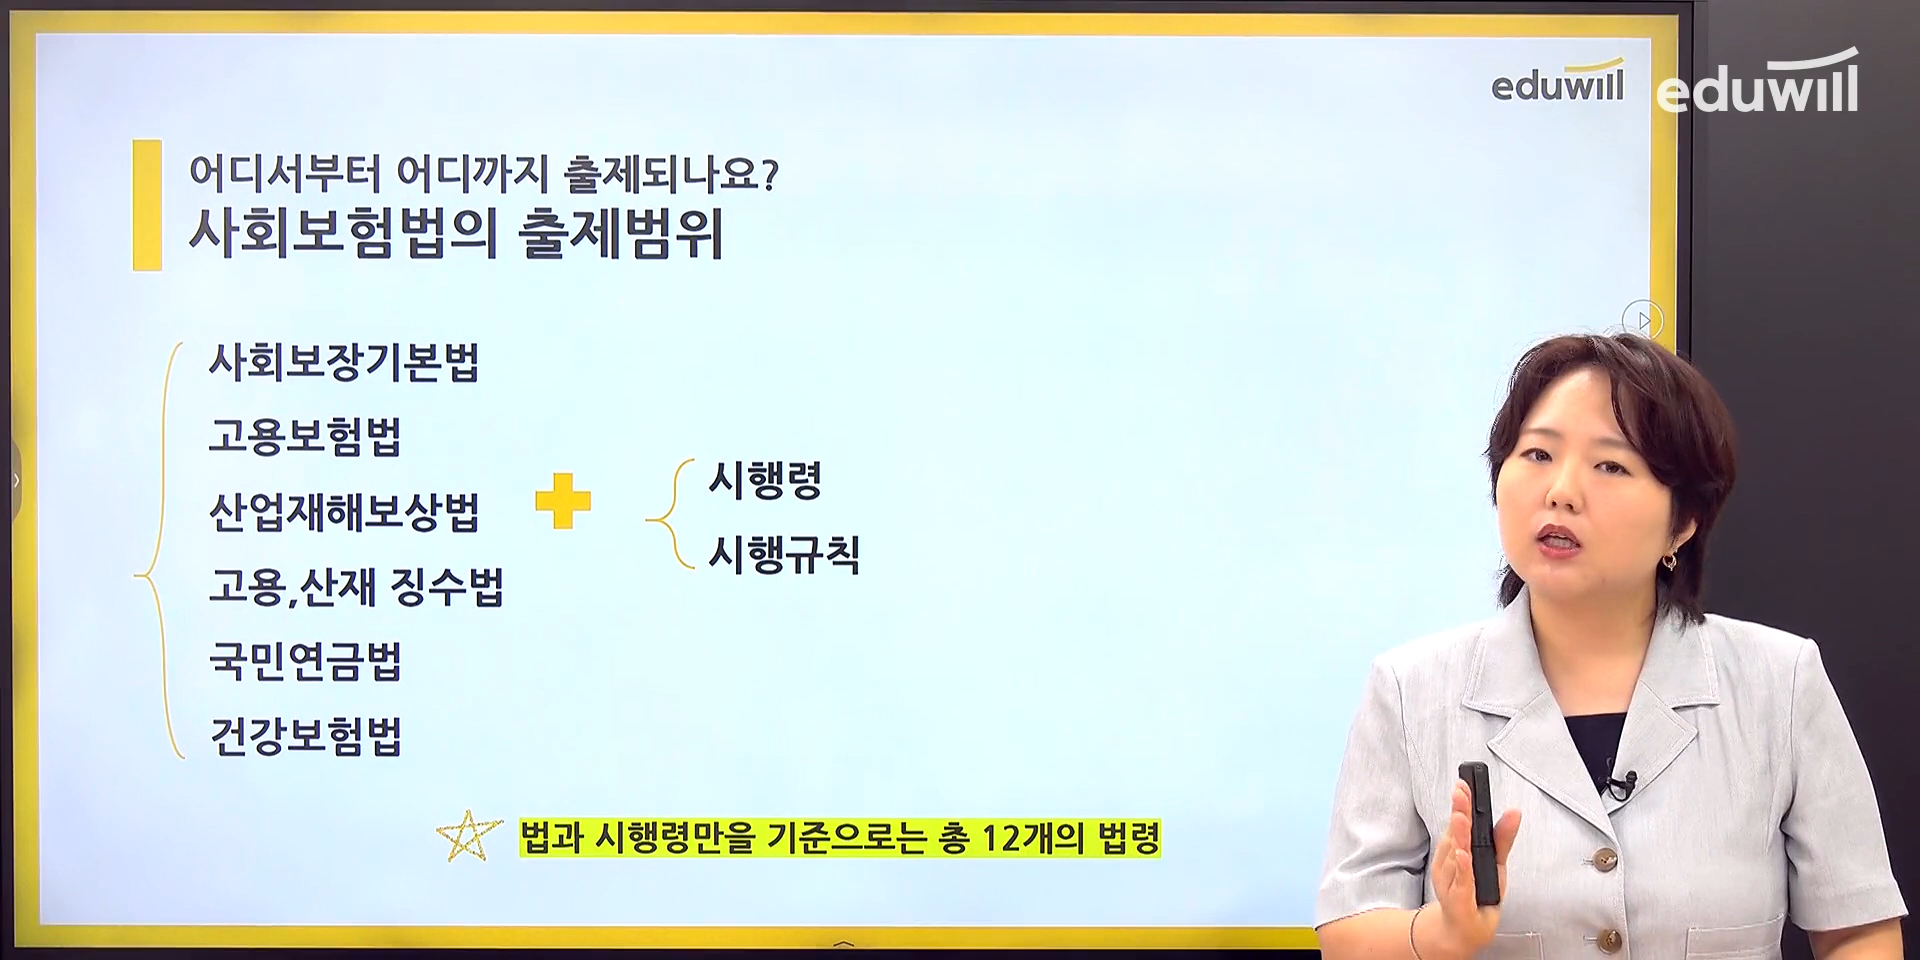 eduwill
eduwill
어디서부터 어디까지 출제되나요?
사회보험법의 출제범위
사회보장기본법
고용보험법
산업재해보상법
고용,산재 징수법
국민연금법
건강보험법
시행령
시행규칙
법과 시행령만을 기준으로는 총 12개의 법령